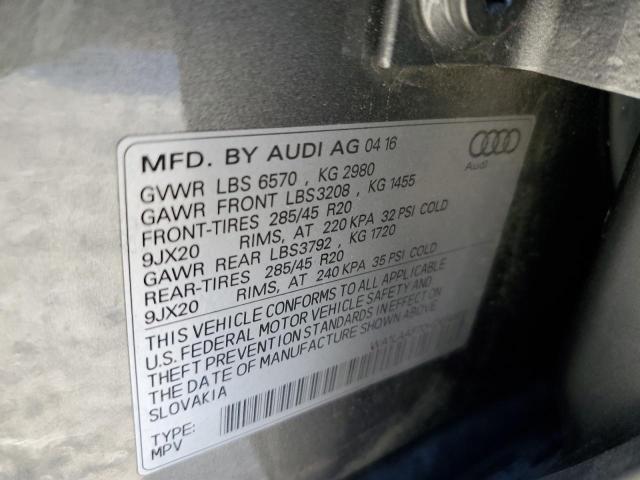 MFD. BY AUDI AG 04 16
Audi
GVWR LBS 6570 , KG 2980
GAWR FRONT LBS3208 , KG 1455
FRONT-TIRES 285/45 R20
9JX20 RIMS, AT 220 KPA 32 PSI COLD
GAWR REAR LBS3792 , KG 1720
REAR-TIRES 285/45 R20
9JX20 RIMS, AT 240 KPA 35 PSI COLD
THIS VEHICLE CONFORMS TO ALL APPLICABLE
U.S. FEDERAL MOTOR VEHICLE SAFETY AND
THEFT PREVENTION STANDARDS IN EFFECT ON
THE DATE OF MANUFACTURE SHOWN ABOVE
SLOVAKIA
TYPE:
MPV